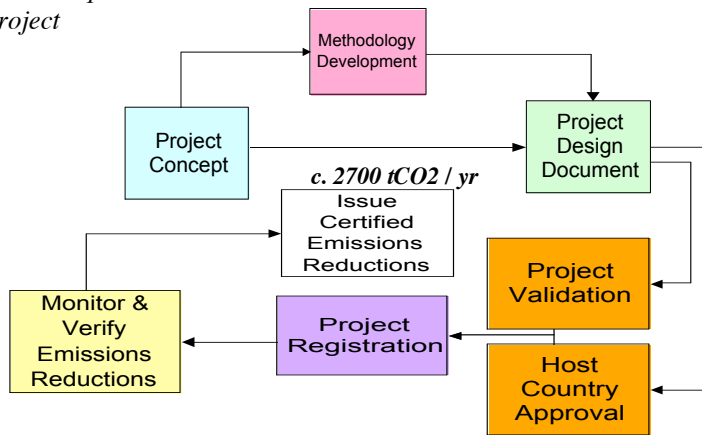 roject
Methodology
Development
Project
Concept
Project
Design
Document
c. 2700 tCO2 / yr
Issue
Certified
Emissions
Reductions
Project
Validation
Monitor &
Verify
Emissions
Reductions
Project
Registration
Host
Country
Approval